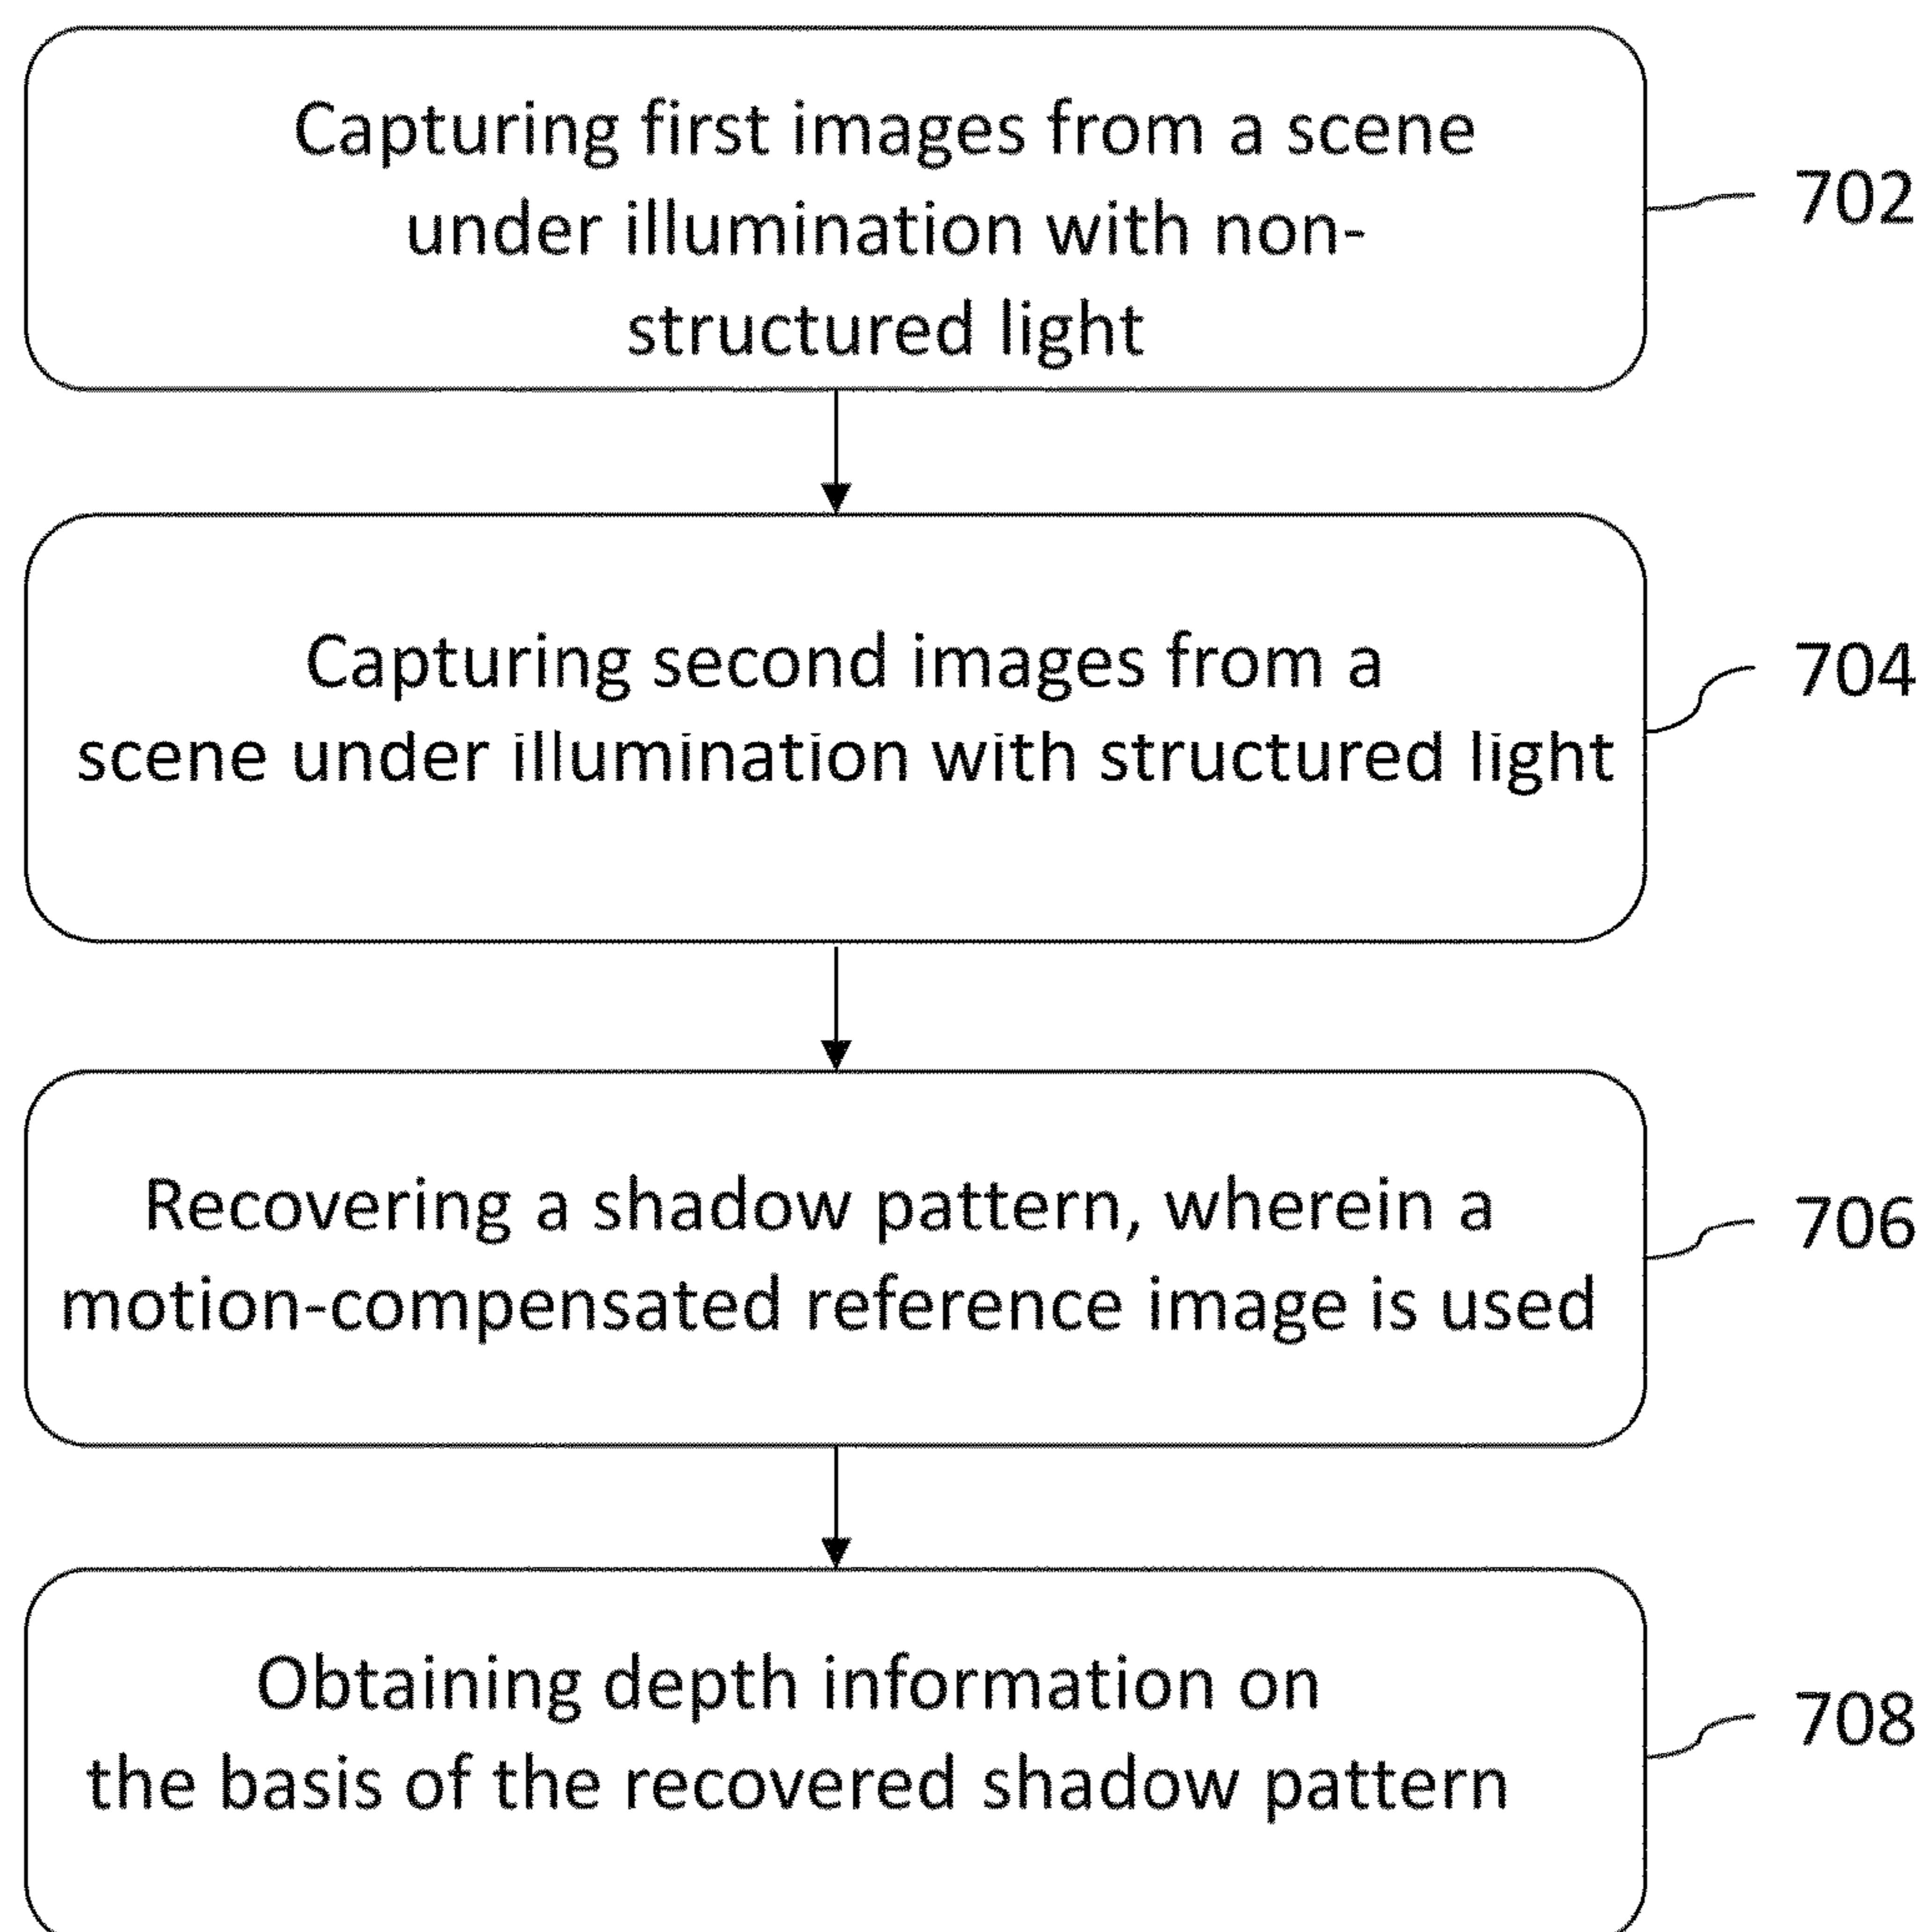 Capturing first images from a scene
under illumination with non-
structured light
702
Capturing second images from a
scene under illumination with structured light
704
Recovering a shadow pattern, wherein a
motion-compensated reference image is used
706
Obtaining depth information on
the basis of the recovered shadow pattern
708